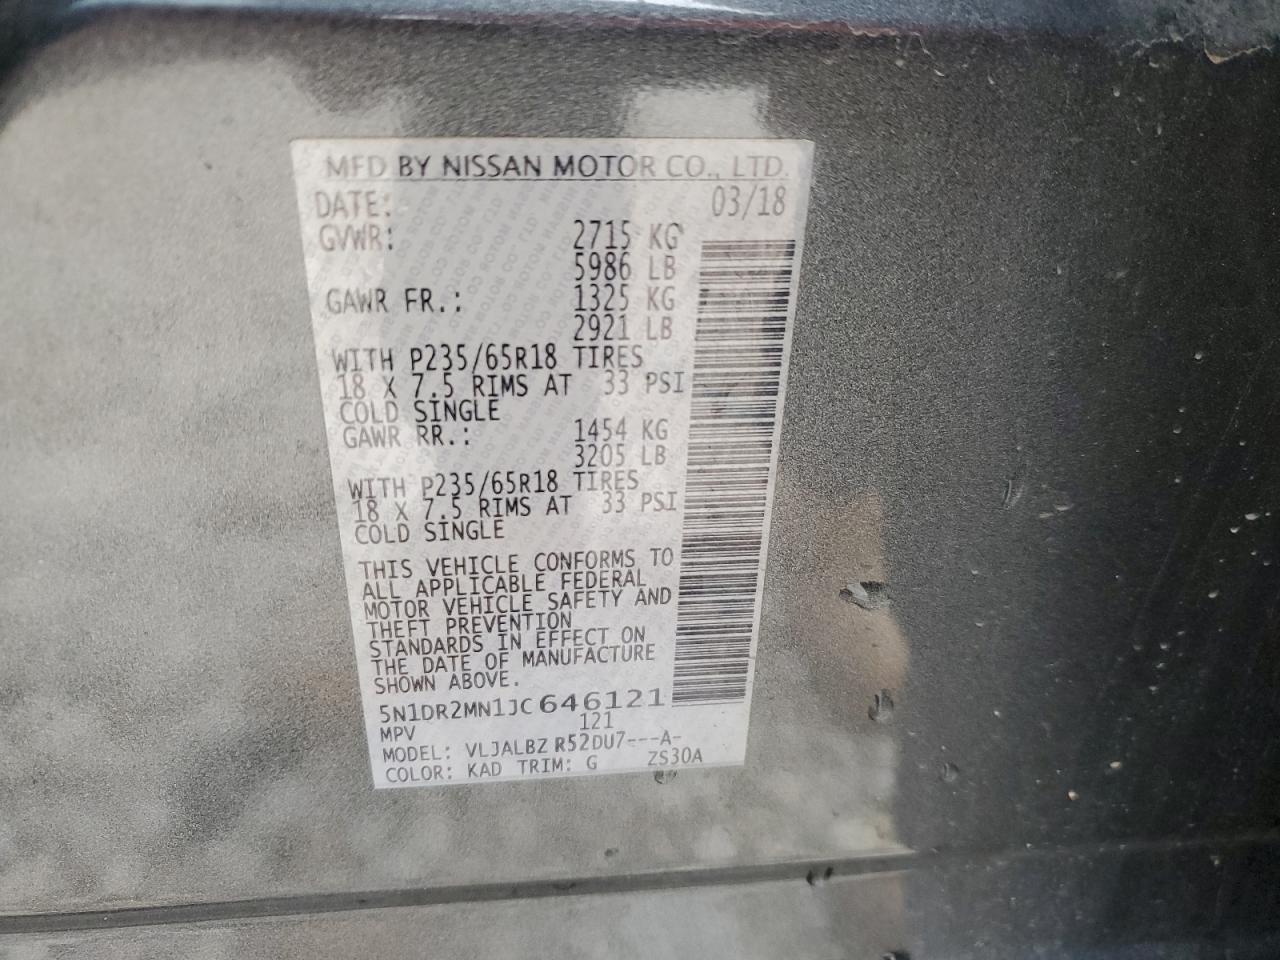 MFD BY NISSAN MOTOR CO., LTD.
DATE: 03/18
GVWR: 2715 KG
5986 LB
GAWR FR.: 1325 KG
2921 LB
WITH P235/65R18 TIRES
18 X 7.5 RIMS AT 33 PSI
COLD SINGLE
GAWR RR.: 1454 KG
3205 LB
WITH P235/65R18 TIRES
18 X 7.5 RIMS AT 33 PSI
COLD SINGLE
THIS VEHICLE CONFORMS TO
ALL APPLICABLE FEDERAL
MOTOR VEHICLE SAFETY AND
THEFT PREVENTION
STANDARDS IN EFFECT ON
THE DATE OF MANUFACTURE
SHOWN ABOVE.
5N1DR2MN1JC646121
MPV 121
MODEL: VLJALBZ R52DU7---A-
COLOR: KAD TRIM: G ZS30A